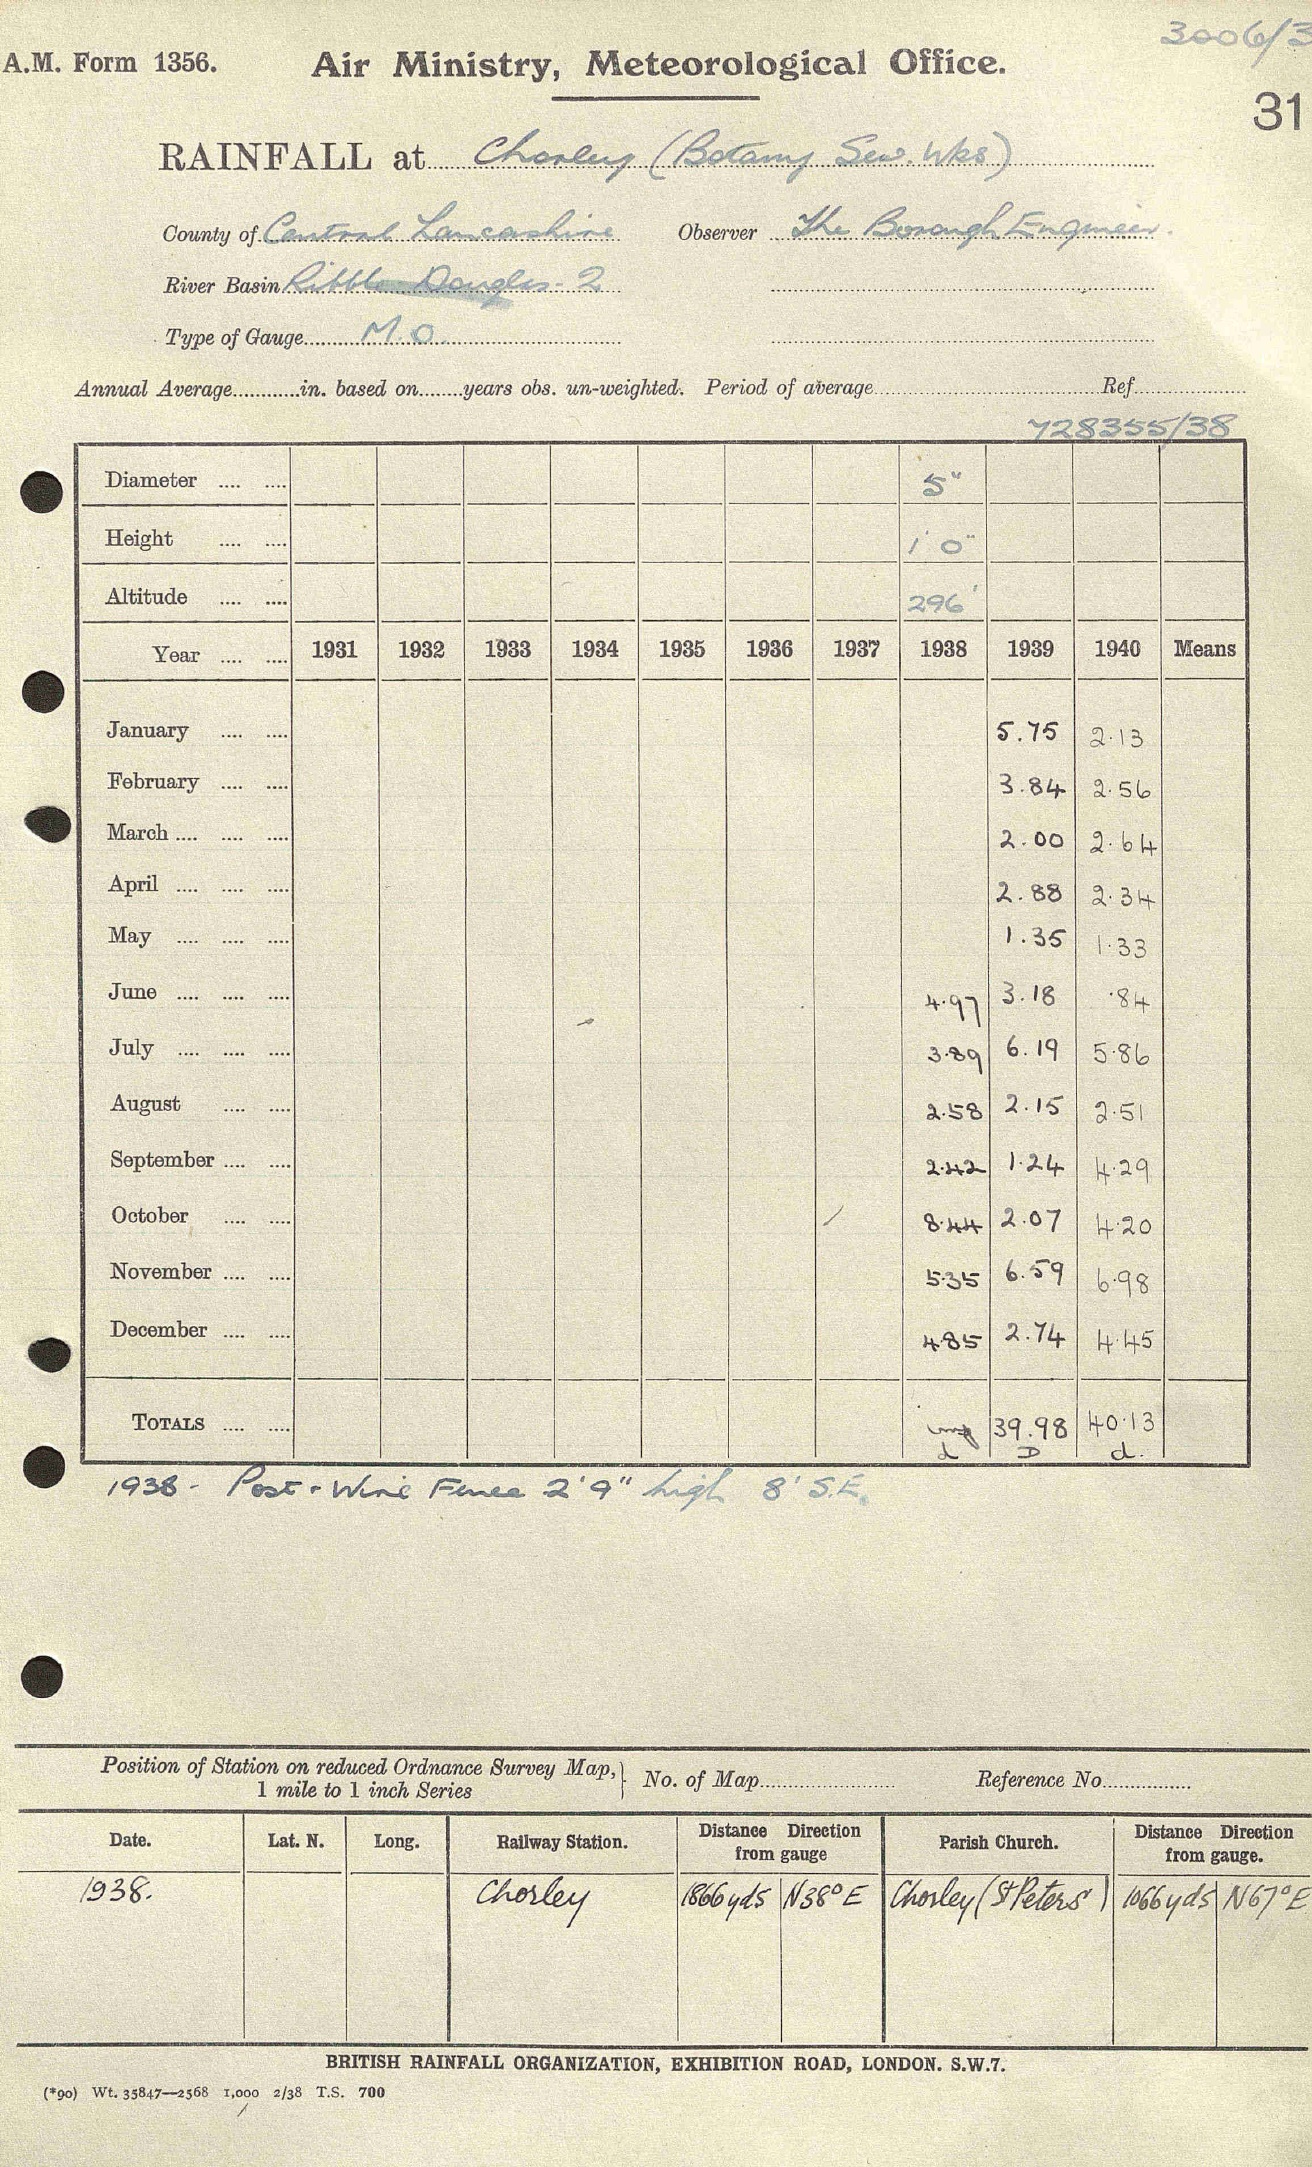 3006/3
A.M. Form 1356. Air Ministry, Meteorological Office.
31
RAINFALL at Chorley (Botany Sew. Wks)
County of Central Lancashire Observer The Borough Engineer.
River Basin Ribble Douglas - 2
Type of Gauge M.O.
Annual Average............in. based on........years obs. un-weighted. Period of average Ref.
728355/38
Diameter .... .... 5"
Height .... .... 1' 0"
Altitude .... .... 296'
Year .... .... 1931 1932 1933 1934 1935 1936 1937 1938 1939 1940 Means
January .... .... 5.75 2.13
February .... .... 3.84 2.56
March .... .... .... 2.00 2.64
April .... .... .... 2.88 2.34
May .... .... .... 1.35 1.33
June .... .... .... 4.97 3.18 .84
July .... .... .... 3.89 6.19 5.86
August .... .... 2.58 2.15 2.51
September .... .... 2.42 1.24 4.29
October .... .... 8.44 2.07 4.20
November .... .... 5.35 6.59 6.98
December .... .... 4.85 2.74 4.45
TOTALS .... .... 39.98 40.13
d D d.
1938 - Post & Wire Fence 2'9" high 8' S.E.
Position of Station on reduced Ordnance Survey Map, } No. of Map Reference No.
1 mile to 1 inch Series
Date. Lat. N. Long. Railway Station. Distance Direction from gauge Parish Church. Distance Direction from gauge.
1938. Chorley 1866 yds N38°E Chorley (St Peters) 1066 yds N67°E
BRITISH RAINFALL ORGANIZATION, EXHIBITION ROAD, LONDON. S.W.7.
(*90) Wt. 35847—2568 1,000 2/38 T.S. 700